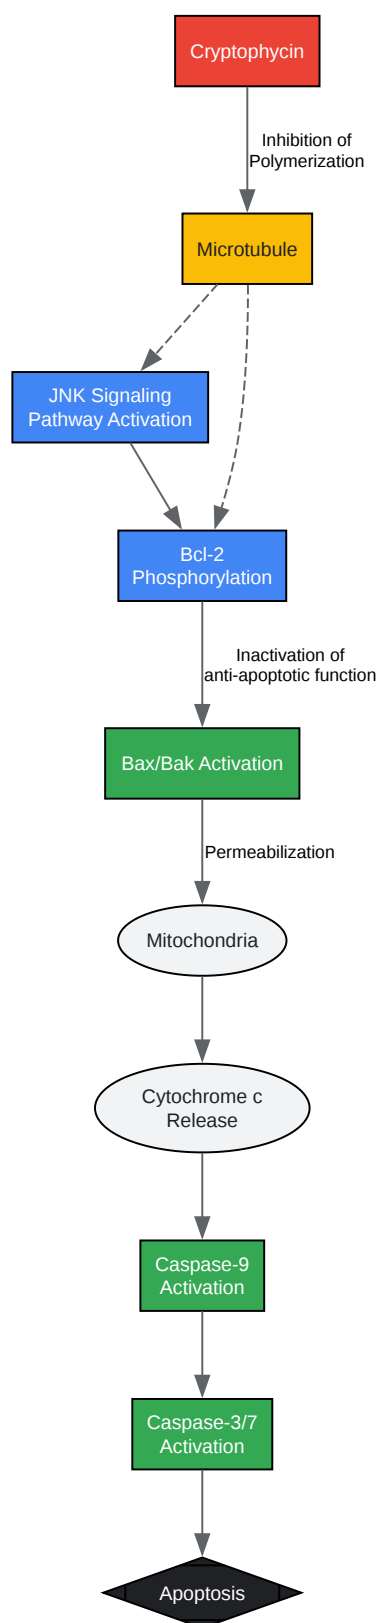 Cryptophycin
Inhibition of
Polymerization
Microtubule
JNK Signaling
Pathway Activation
Bcl-2
Phosphorylation
Inactivation of
anti-apoptotic function
Bax/Bak Activation
Permeabilization
Mitochondria
Cytochrome c
Release
Caspase-9
Activation
Caspase-3/7
Activation
Apoptosis